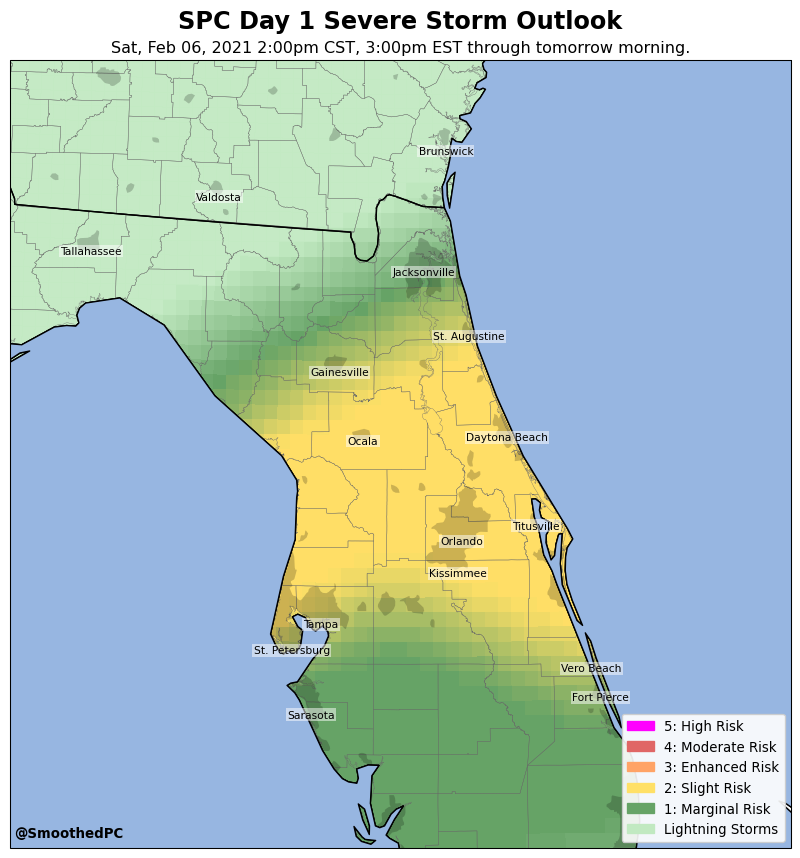 SPC Day 1 Severe Storm Outlook
Sat, Feb 06, 2021 2:00pm CST, 3:00pm EST through tomorrow morning.
Brunswick
Valdosta
Tallahassee
Jacksonville
St. Augustine
Gainesville
Daytona Beach
Ocala
Titusville
Orlando
Kissimmee
Tampa
St. Petersburg
Vero Beach
Fort Pierce
Sarasota
5: High Risk
4: Moderate Risk
3: Enhanced Risk
2: Slight Risk
1: Marginal Risk
Lightning Storms
@SmoothedPC